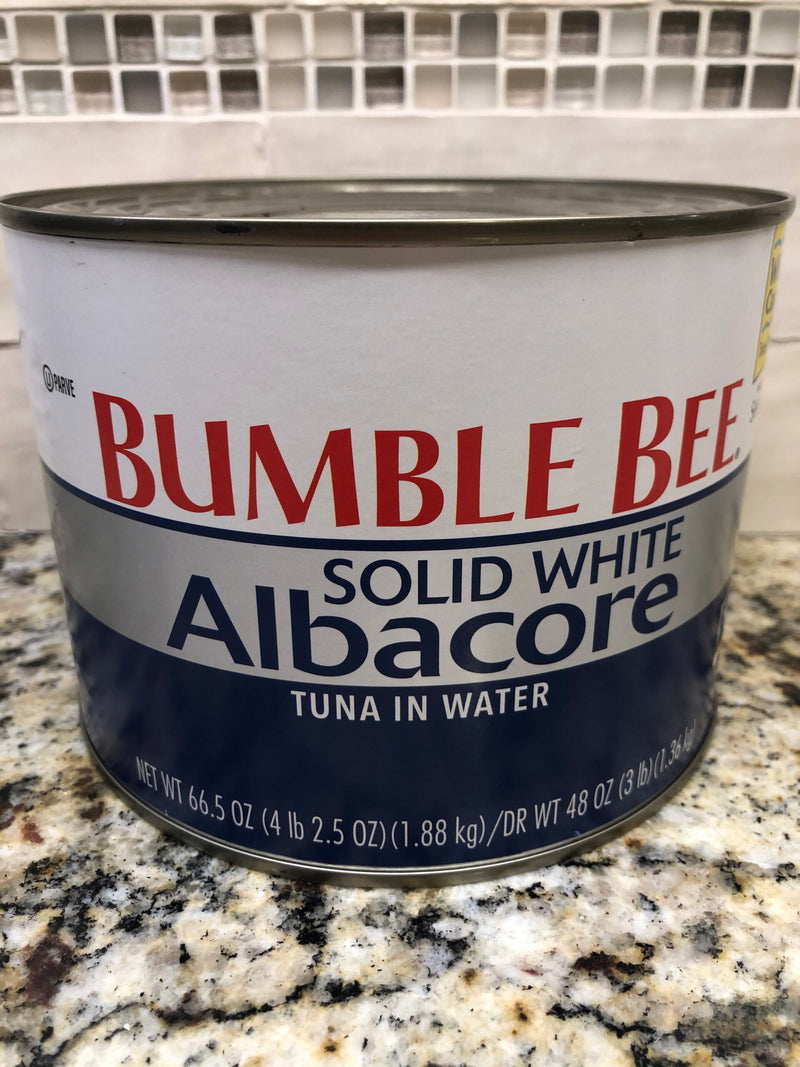 Ⓤ PARVE
BUMBLE BEE.
SOLID WHITE
Albacore
TUNA IN WATER
NET WT 66.5 OZ (4 lb 2.5 OZ)(1.88 kg)/DR WT 48 OZ (3 lb)(1.36 kg)